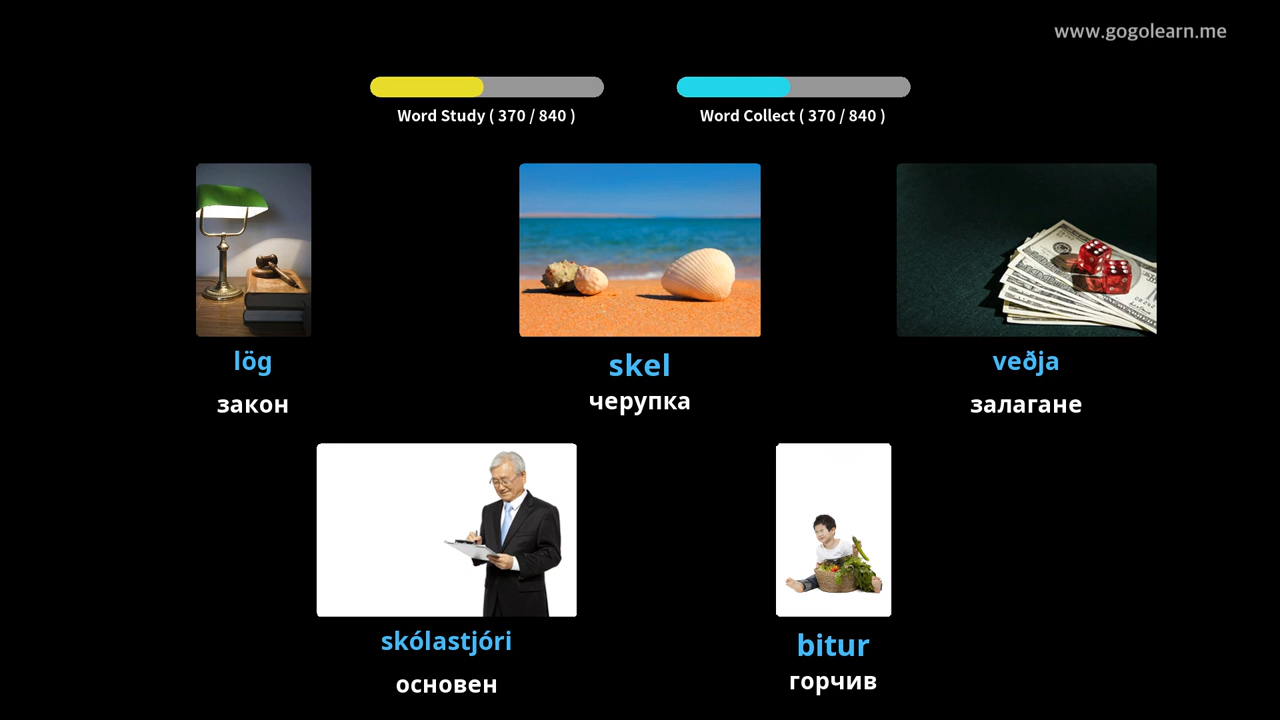 www.gogolearn.me
Word Study ( 370 / 840 )
Word Collect ( 370 / 840 )
lög
закон
skel
черупка
veðja
залагане
skólastjóri
основен
bitur
горчив